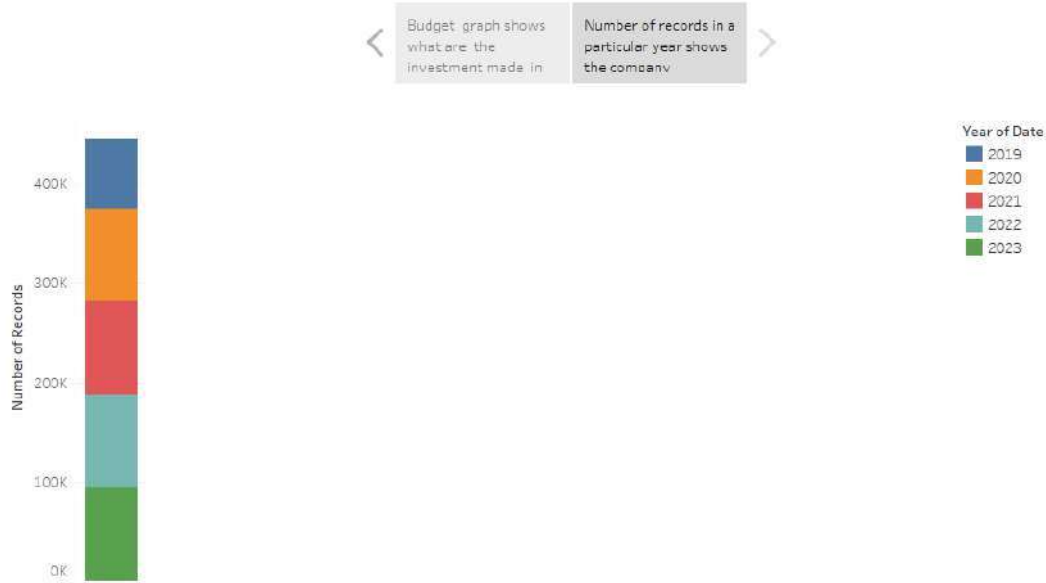 Budget graph shows
what are the
investment made in
Number of records in a
particular year shows
the company
Year of Date
2019
2020
2021
2022
2023
Number of Records
400K
300K
200K
100K
0K